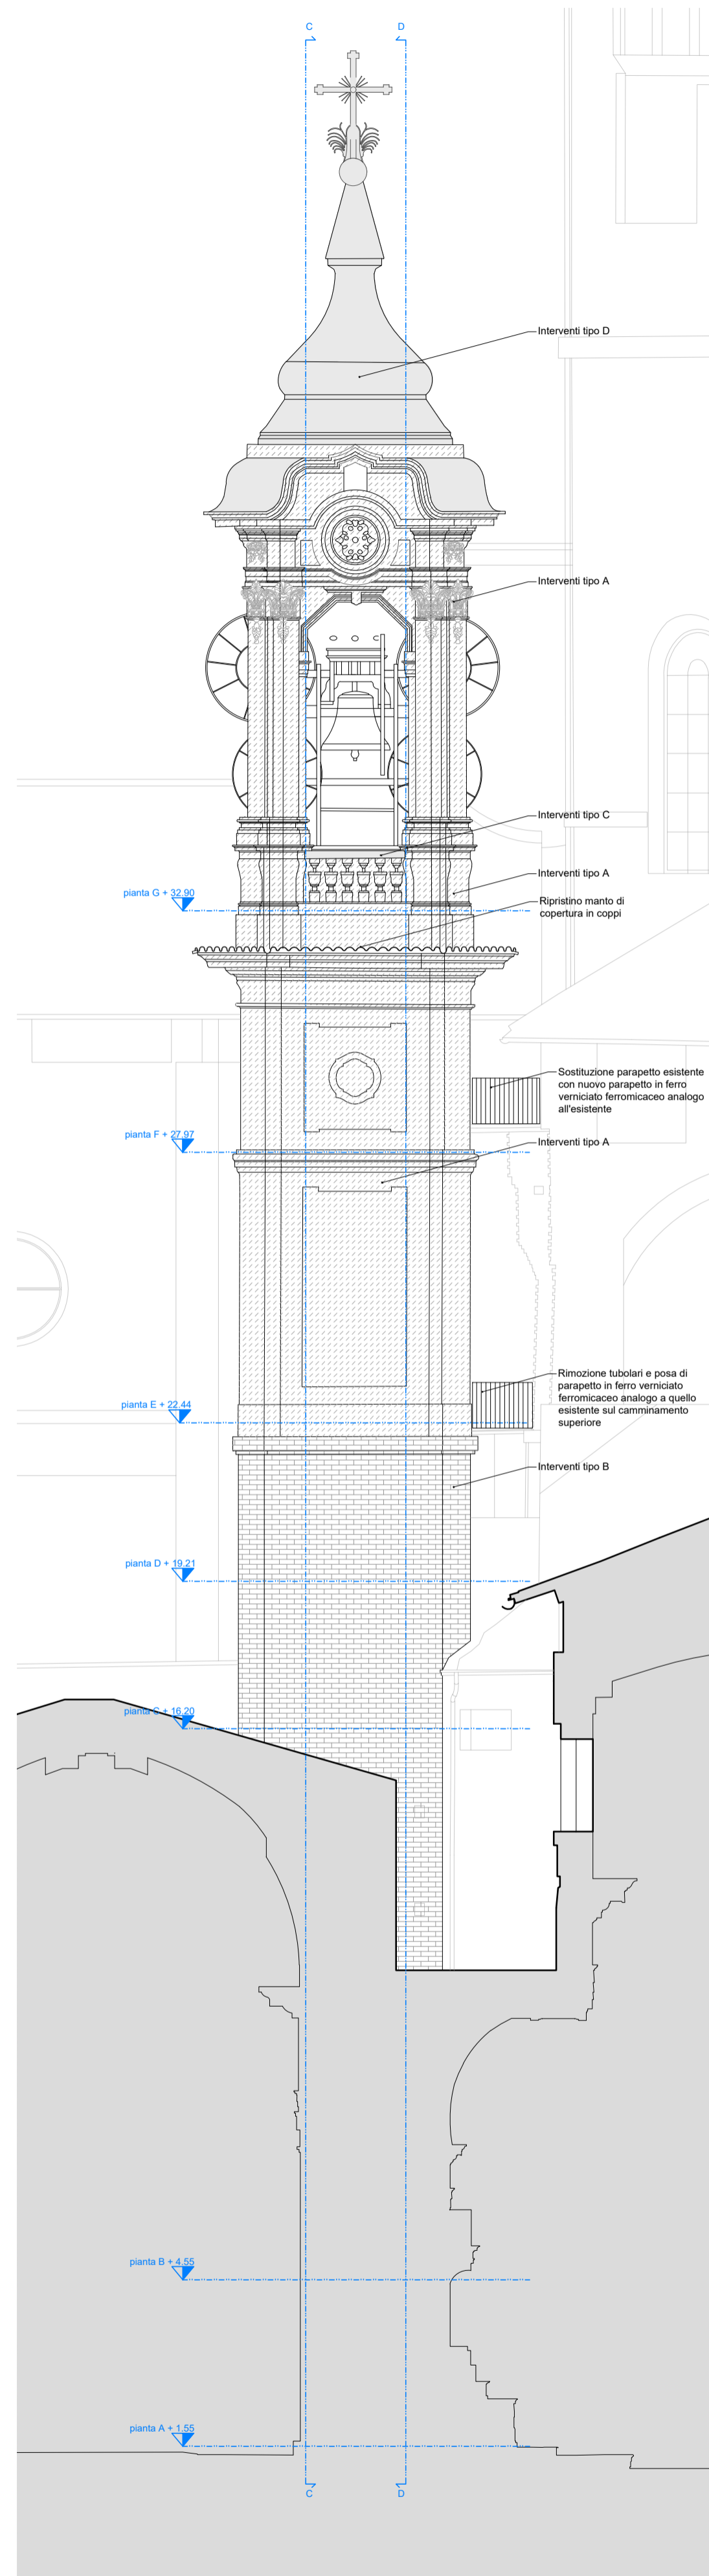 C
D
Interventi tipo D
Interventi tipo A
Interventi tipo C
Interventi tipo A
pianta G + 32.90
Ripristino manto di
copertura in coppi
Sostituzione parapetto esistente
con nuovo parapetto in ferro
verniciato ferromicaceo analogo
all'esistente
pianta F + 27.97
Interventi tipo A
Rimozione tubolari e posa di
parapetto in ferro verniciato
ferromicaceo analogo a quello
esistente sul camminamento
superiore
pianta E + 22.44
Interventi tipo B
pianta D + 19.21
pianta C + 16.20
pianta B + 4.55
pianta A + 1.55
C
D